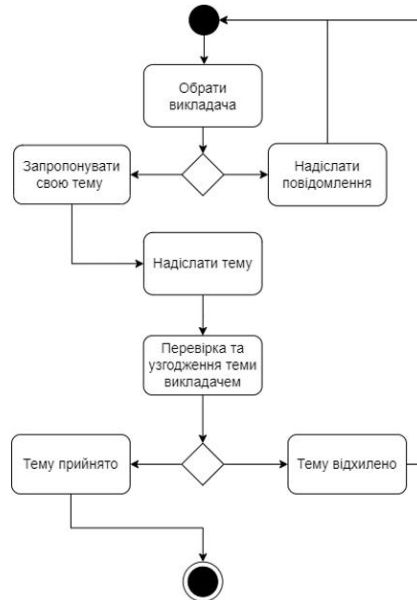 Обрати
викладача
Запропонувати
свою тему
Надіслати
повідомлення
Надіслати тему
Перевірка та
узгодження теми
викладачем
Тему прийнято
Тему відхилено